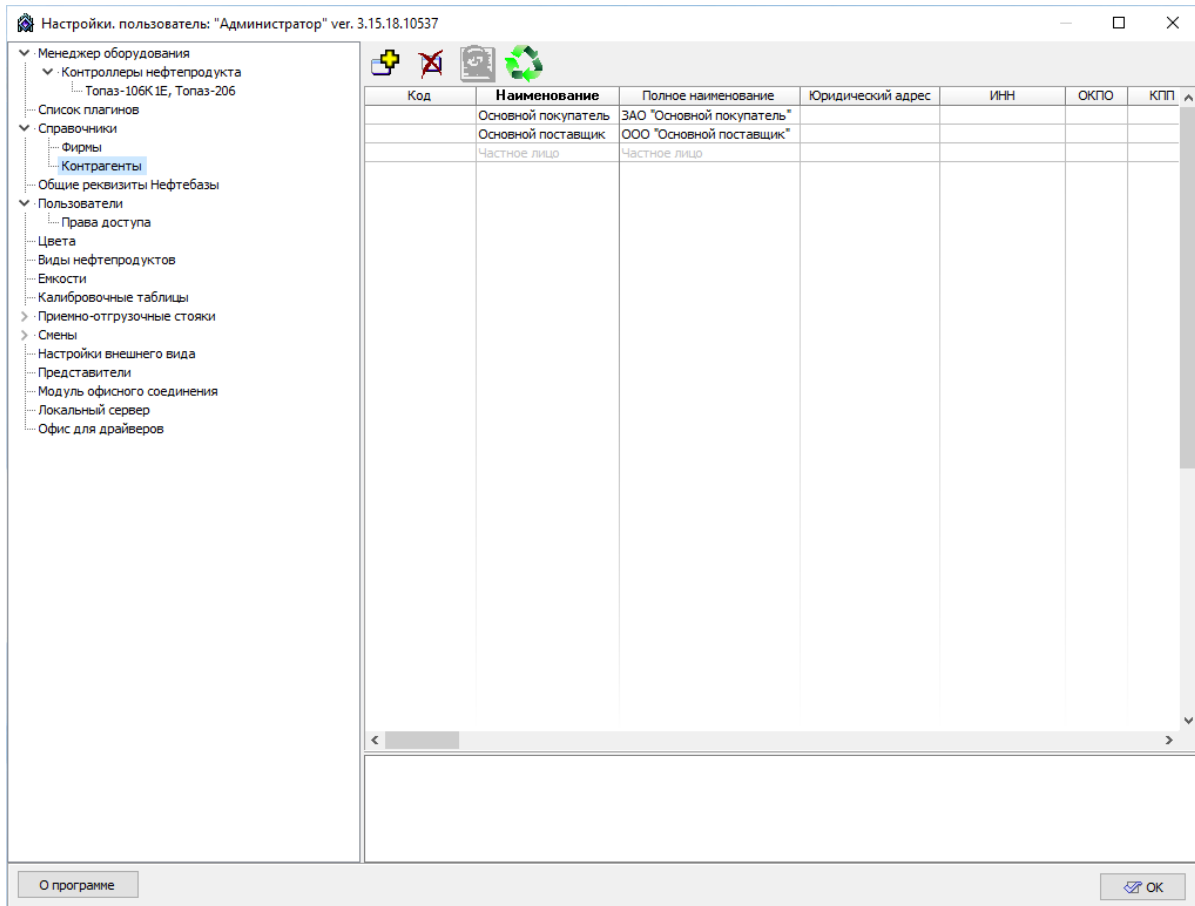 Настройки. пользователь: "Администратор" ver. 3.15.18.10537
Менеджер оборудования
Контроллеры нефтепродукта
Топаз-106К1Е, Топаз-206
Список плагинов
Справочники
Фирмы
Контрагенты
Общие реквизиты Нефтебазы
Пользователи
Права доступа
Цвета
Виды нефтепродуктов
Емкости
Калибровочные таблицы
Приемно-отгрузочные стояки
Смены
Настройки внешнего вида
Представители
Модуль офисного соединения
Локальный сервер
Офис для драйверов
Код Наименование Полное наименование Юридический адрес ИНН ОКПО КПП
Основной покупатель ЗАО "Основной покупатель"
Основной поставщик ООО "Основной поставщик"
Частное лицо Частное лицо
О программе
ОК